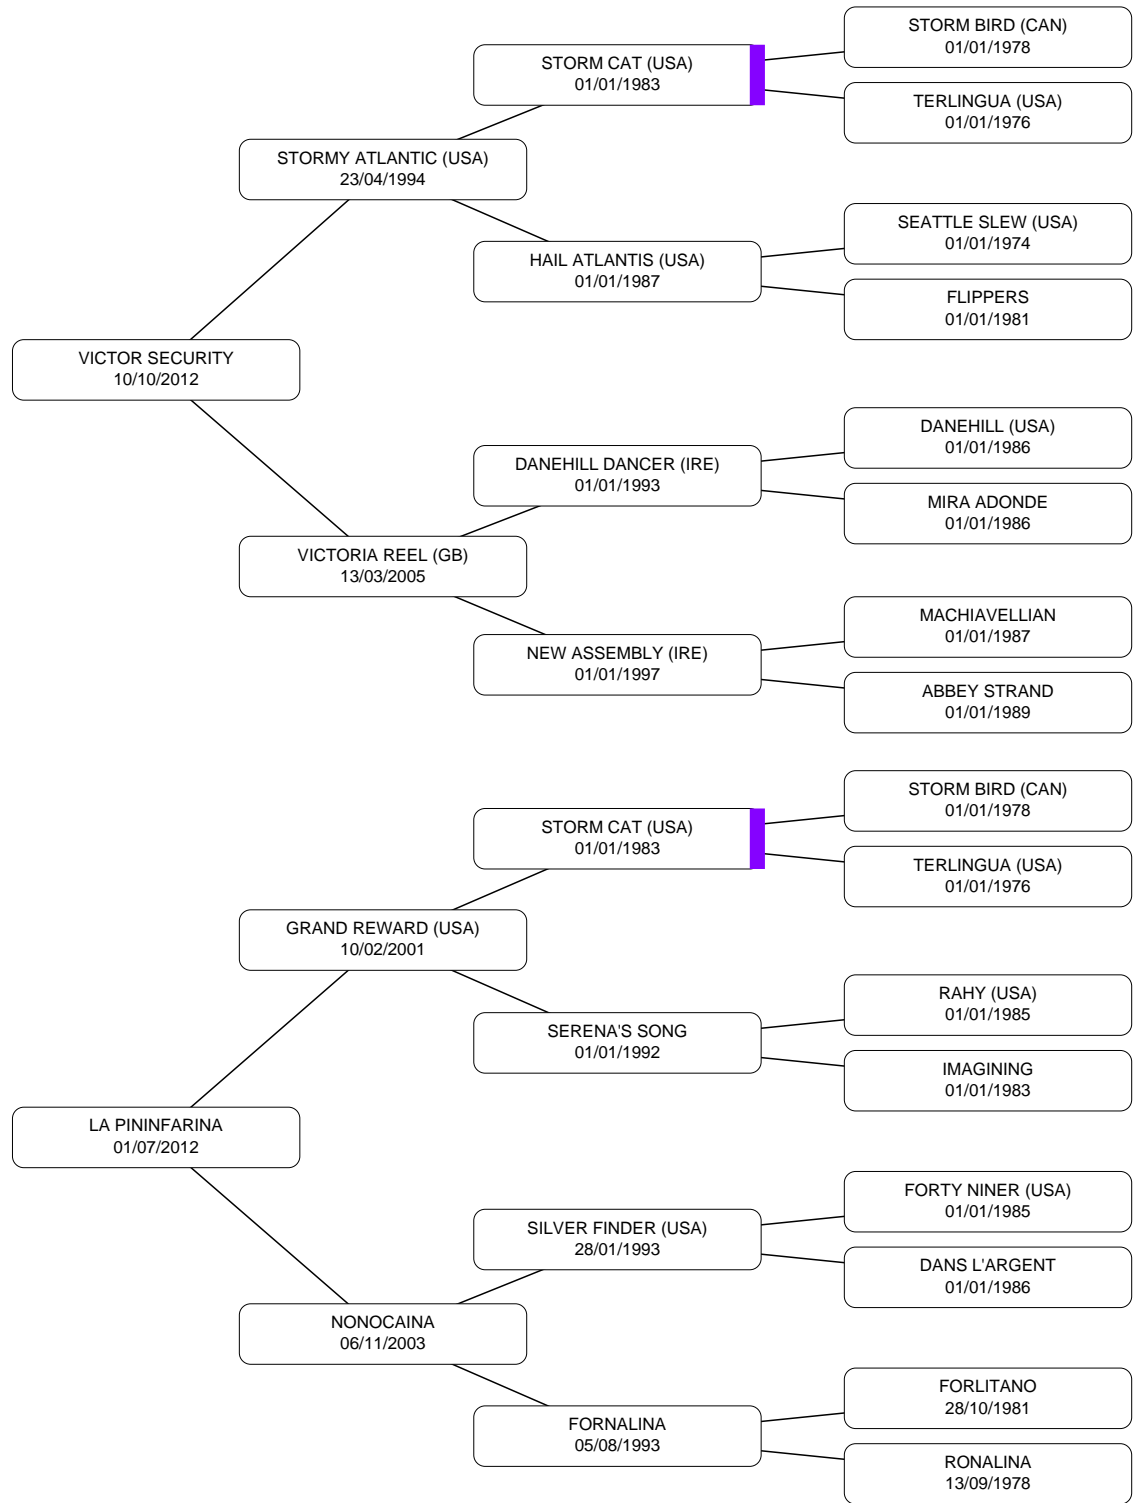 STORM BIRD (CAN)
01/01/1978
STORM CAT (USA)
01/01/1983
TERLINGUA (USA)
01/01/1976
STORMY ATLANTIC (USA)
23/04/1994
SEATTLE SLEW (USA)
01/01/1974
HAIL ATLANTIS (USA)
01/01/1987
FLIPPERS
01/01/1981
VICTOR SECURITY
10/10/2012
DANEHILL (USA)
01/01/1986
DANEHILL DANCER (IRE)
01/01/1993
MIRA ADONDE
01/01/1986
VICTORIA REEL (GB)
13/03/2005
MACHIAVELLIAN
01/01/1987
NEW ASSEMBLY (IRE)
01/01/1997
ABBEY STRAND
01/01/1989
STORM BIRD (CAN)
01/01/1978
STORM CAT (USA)
01/01/1983
TERLINGUA (USA)
01/01/1976
GRAND REWARD (USA)
10/02/2001
RAHY (USA)
01/01/1985
SERENA'S SONG
01/01/1992
IMAGINING
01/01/1983
LA PININFARINA
01/07/2012
FORTY NINER (USA)
01/01/1985
SILVER FINDER (USA)
28/01/1993
DANS L'ARGENT
01/01/1986
NONOCAINA
06/11/2003
FORLITANO
28/10/1981
FORNALINA
05/08/1993
RONALINA
13/09/1978